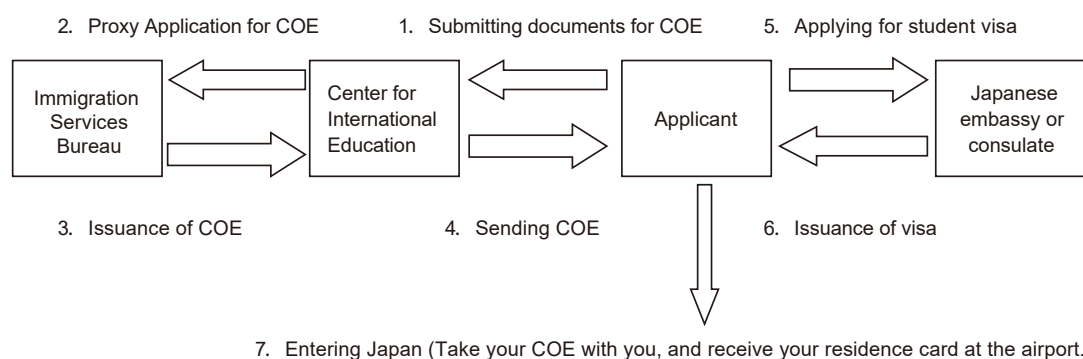 2. Proxy Application for COE
1. Submitting documents for COE
5. Applying for student visa
Immigration
Services
Bureau
Center for
International
Education
Applicant
Japanese
embassy or
consulate
3. Issuance of COE
4. Sending COE
6. Issuance of visa
7. Entering Japan (Take your COE with you, and receive your residence card at the airport.